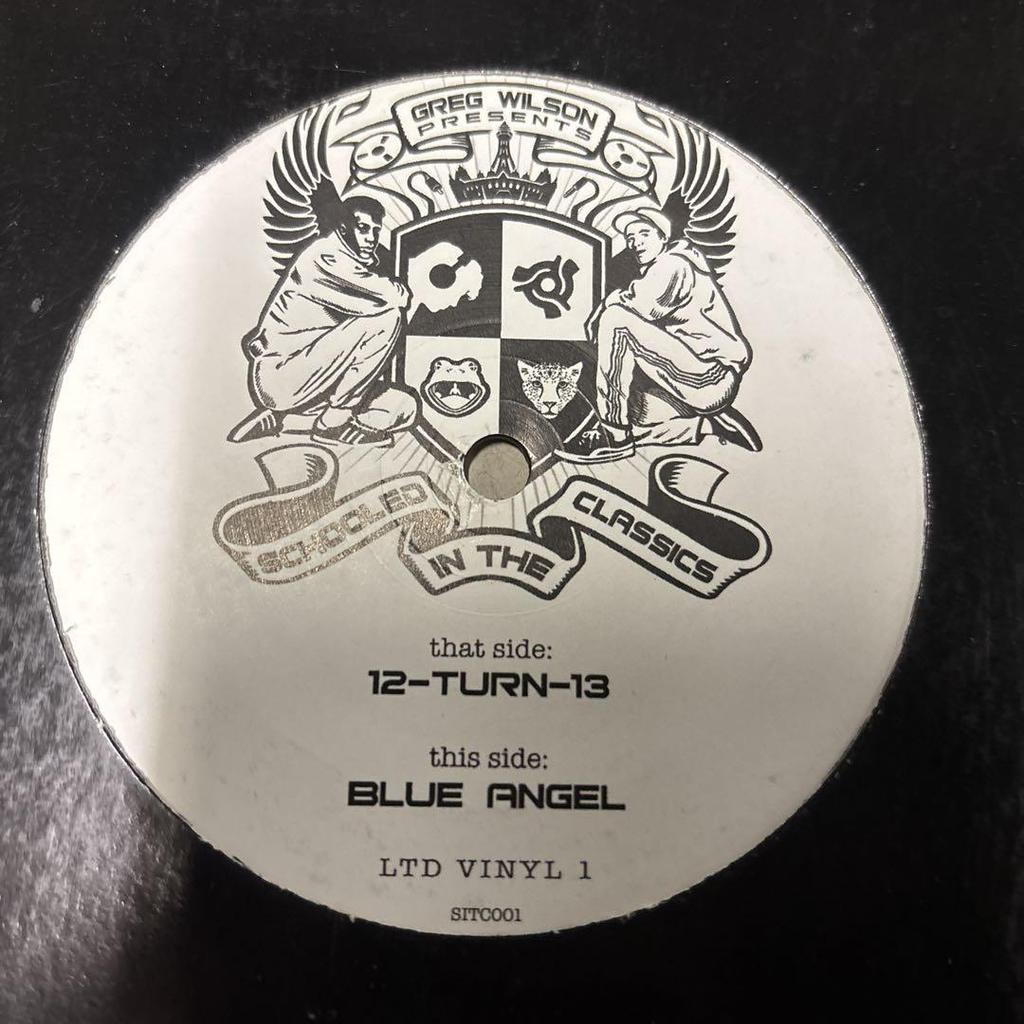 GREG WILSON
PRESENTS
SCHOOLED
IN THE
CLASSICS
that side:
12-TURN-13
this side:
BLUE ANGEL
LTD VINYL 1
SITC001